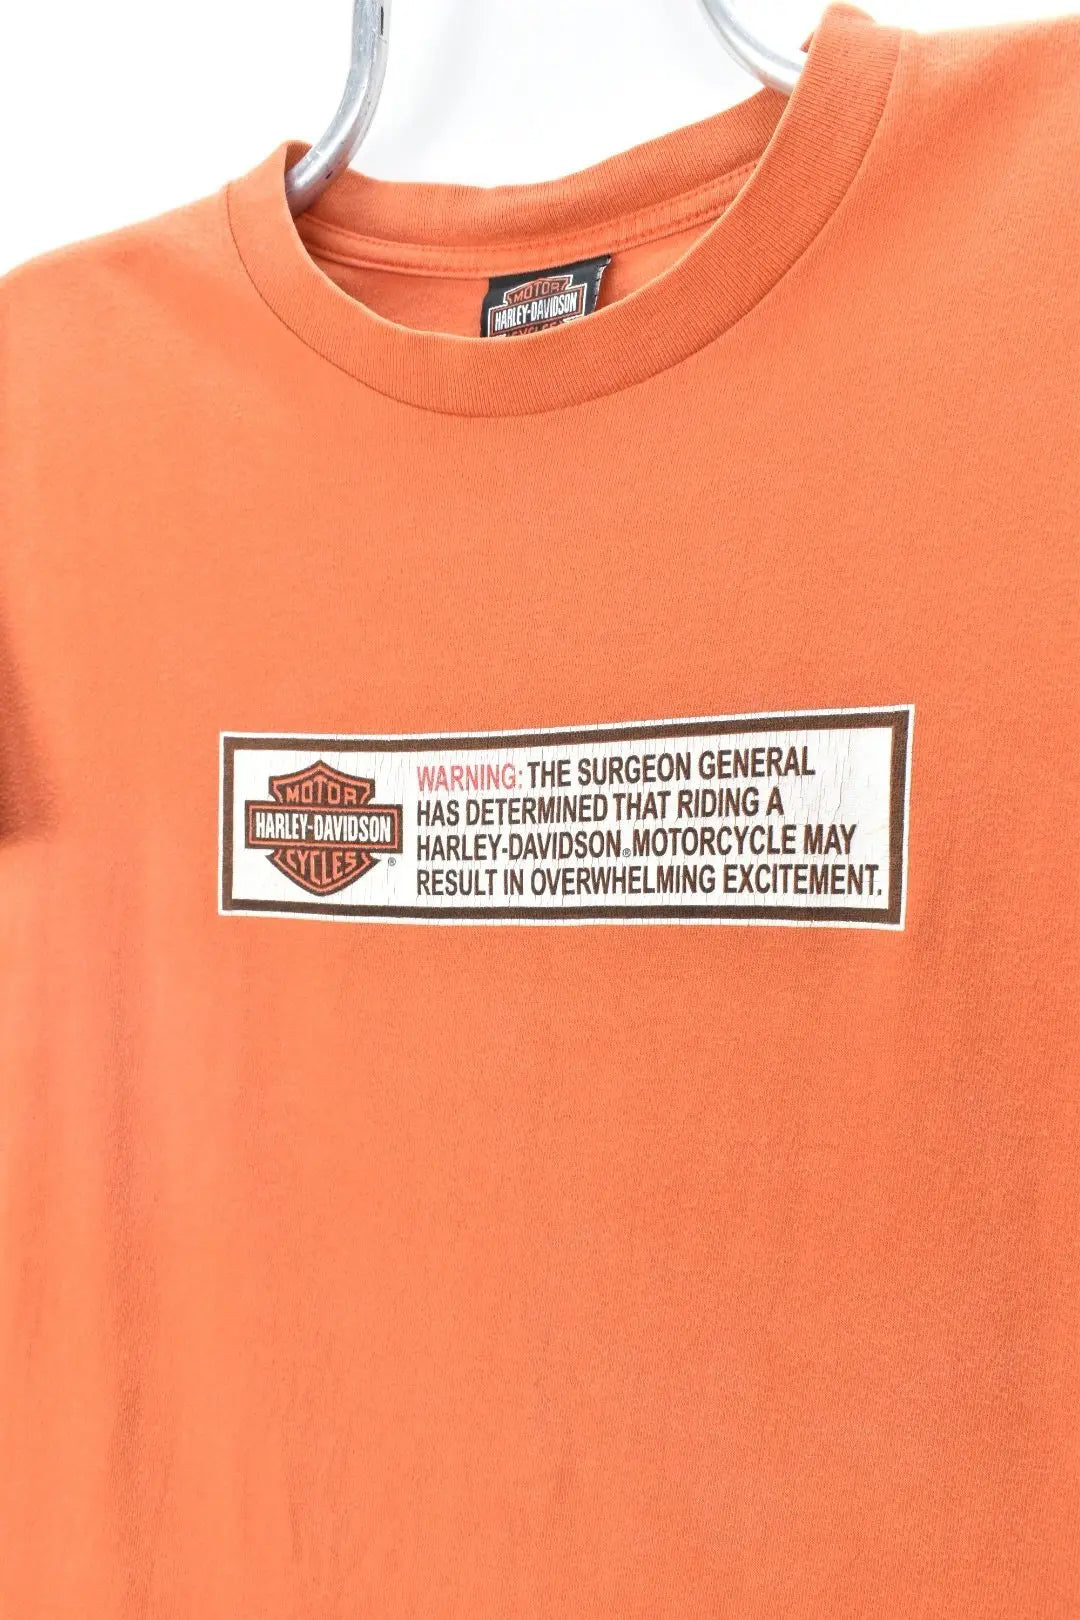 MOTOR
HARLEY-DAVIDSON
CYCLES
MOTOR
HARLEY-DAVIDSON
CYCLES
®
WARNING: THE SURGEON GENERAL
HAS DETERMINED THAT RIDING A
HARLEY-DAVIDSON® MOTORCYCLE MAY
RESULT IN OVERWHELMING EXCITEMENT.